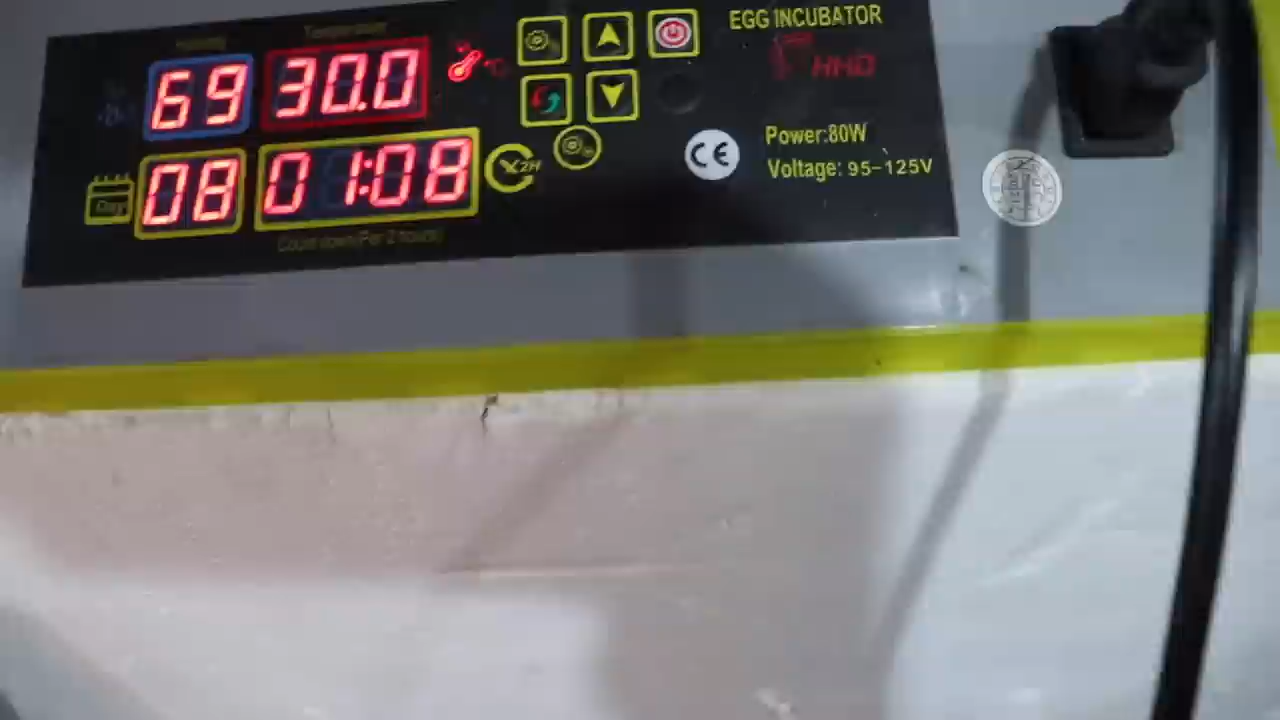 Humidity Temperature
69 30.0 °C
EGG INCUBATOR
HHD
Day 08 01:08 2H
Count down(Per 2 hours)
CE
Power:80W
Voltage: 95-125V